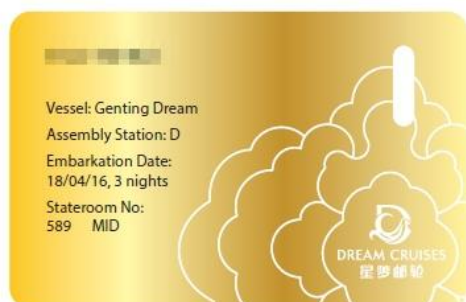 Vessel: Genting Dream
Assembly Station: D
Embarkation Date:
18/04/16, 3 nights
Stateroom No:
589 MID
DREAM CRUISES
星夢邮轮